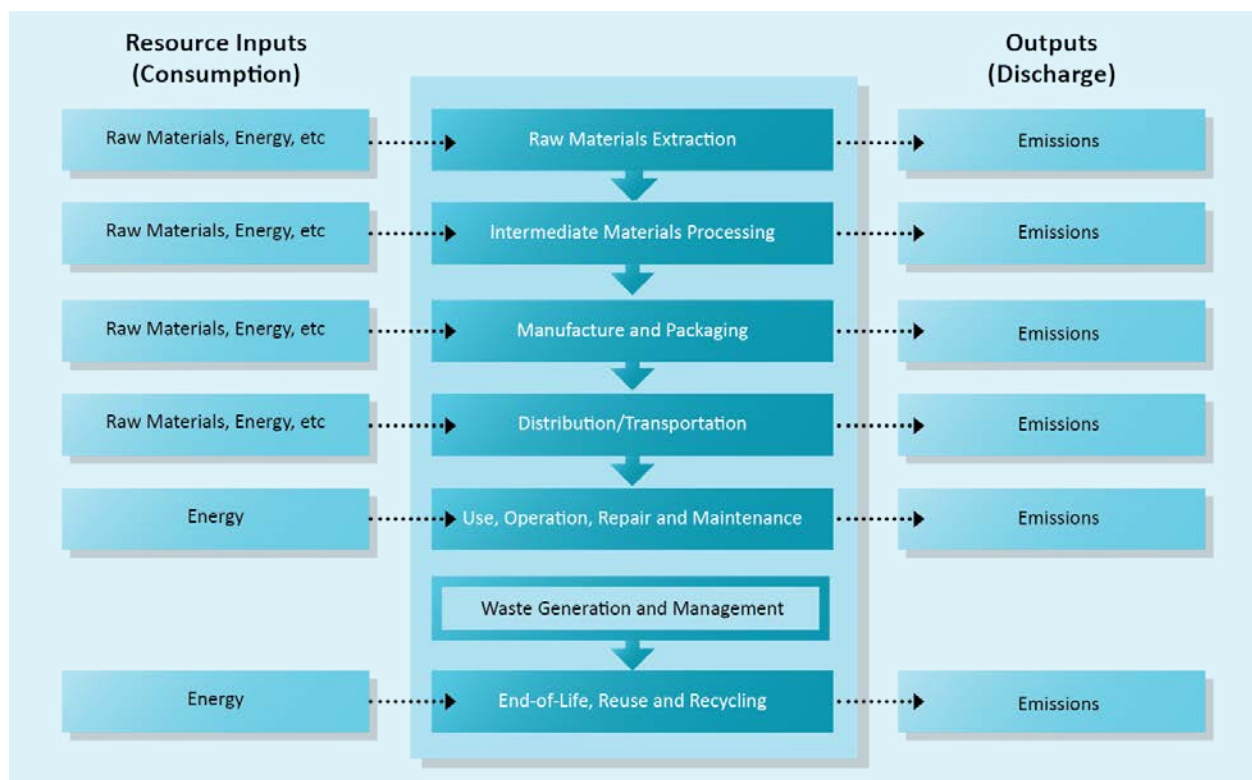 Resource Inputs
(Consumption)
Outputs
(Discharge)
Raw Materials, Energy, etc
Raw Materials Extraction
Emissions
Raw Materials, Energy, etc
Intermediate Materials Processing
Emissions
Raw Materials, Energy, etc
Manufacture and Packaging
Emissions
Raw Materials, Energy, etc
Distribution/Transportation
Emissions
Energy
Use, Operation, Repair and Maintenance
Emissions
Waste Generation and Management
Energy
End-of-Life, Reuse and Recycling
Emissions